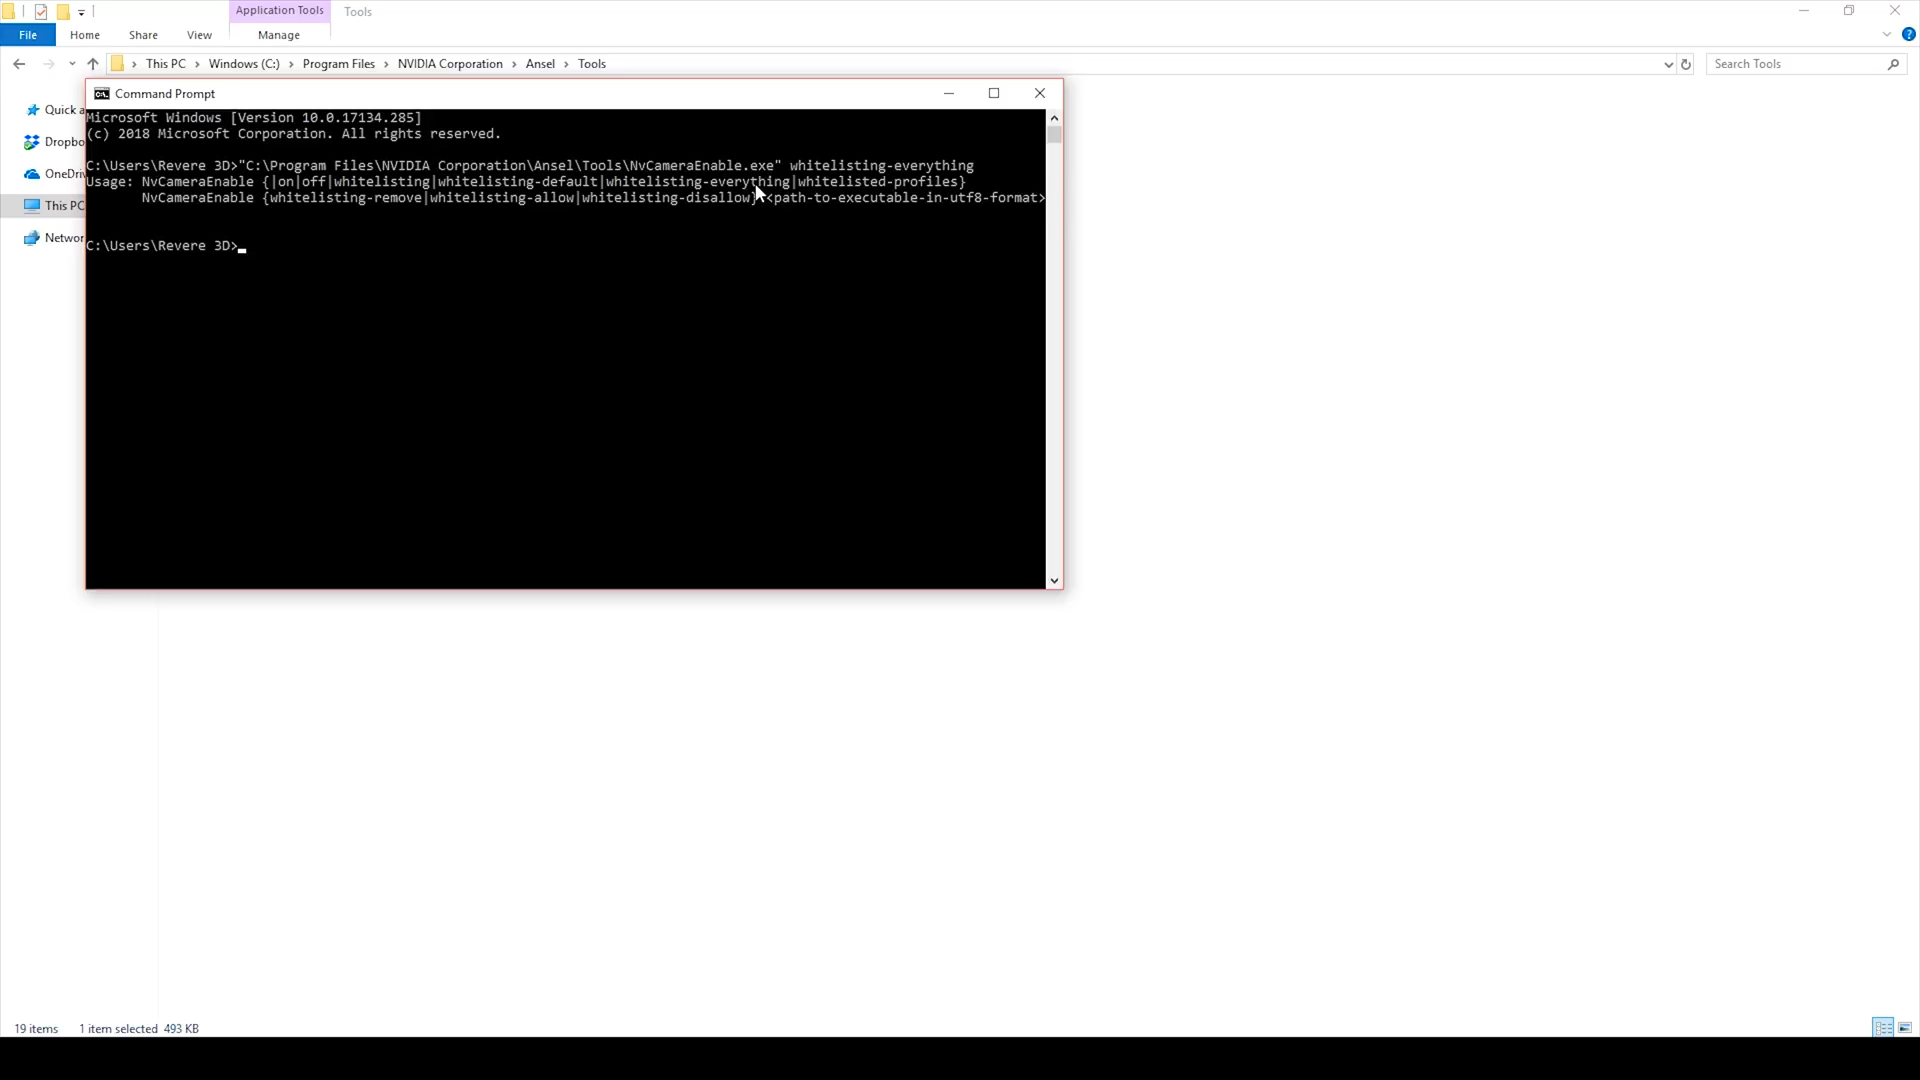 Application Tools Tools
File Home Share View Manage
This PC › Windows (C:) › Program Files › NVIDIA Corporation › Ansel › Tools
Search Tools
Quick a
Dropbo
OneDriv
This PC
Networ
Command Prompt
Microsoft Windows [Version 10.0.17134.285]
(c) 2018 Microsoft Corporation. All rights reserved.
C:\Users\Revere 3D>"C:\Program Files\NVIDIA Corporation\Ansel\Tools\NvCameraEnable.exe" whitelisting-everything
Usage: NvCameraEnable {|on|off|whitelisting|whitelisting-default|whitelisting-everything|whitelisted-profiles}
NvCameraEnable {whitelisting-remove|whitelisting-allow|whitelisting-disallow} <path-to-executable-in-utf8-format>
C:\Users\Revere 3D>
19 items 1 item selected 493 KB